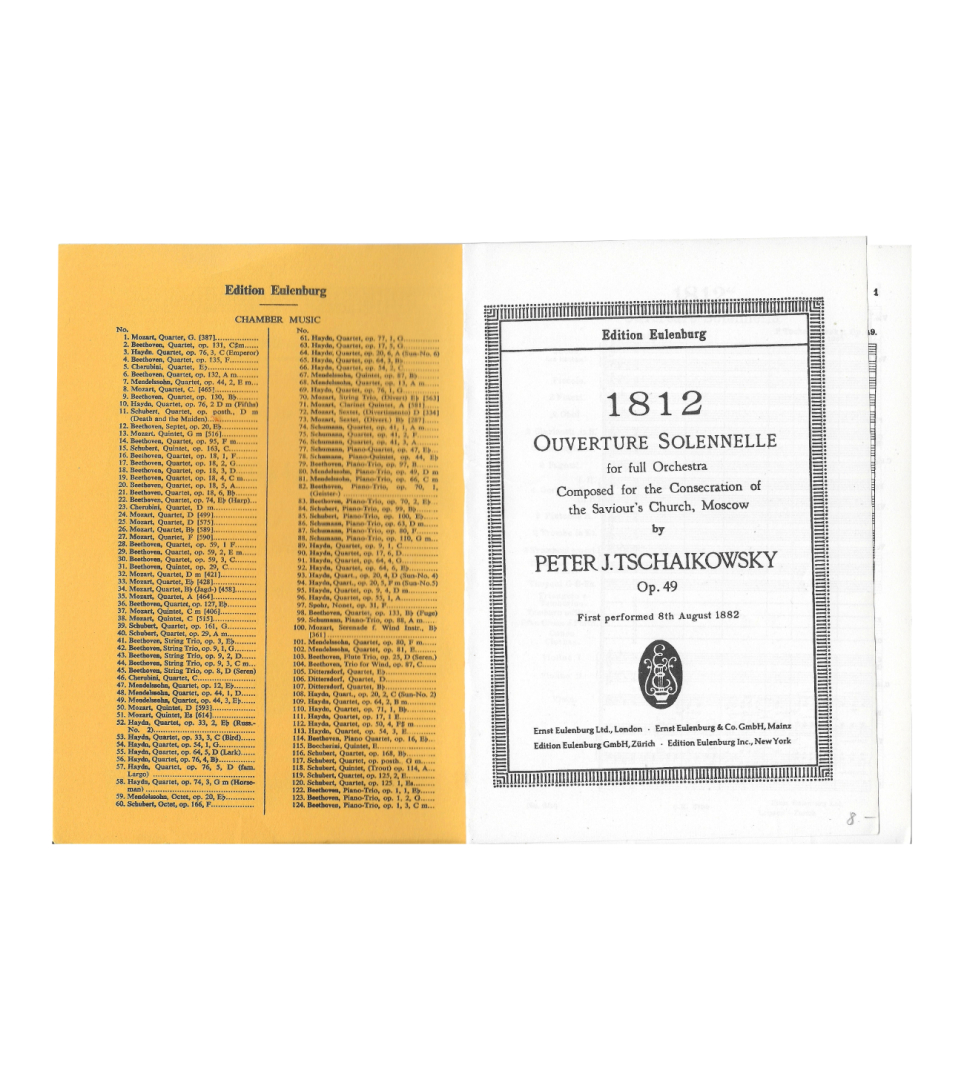 Edition Eulenburg
CHAMBER MUSIC
No.
1. Mozart, Quartet, G. [387]
2. Beethoven, Quartet, op. 131, C♯m
3. Haydn, Quartet, op. 76, 3, C (Emperor)
4. Beethoven, Quartet, op. 135, F
5. Cherubini, Quartet, E♭
6. Beethoven, Quartet, op. 132, A m
7. Mendelssohn, Quartet, op. 44, 2, E m
8. Mozart, Quartet, C. [465]
9. Beethoven, Quartet, op. 130, B♭
10. Haydn, Quartet, op. 76, 2 D m (Fifths)
11. Schubert, Quartet, op. posth., D m
(Death and the Maiden)
12. Beethoven, Septet, op. 20, E♭
13. Mozart, Quintet, G m [516]
14. Beethoven, Quartet, op. 95, F m
15. Schubert, Quintet, op. 163, C
16. Beethoven, Quartet, op. 18, 1, F
17. Beethoven, Quartet, op. 18, 2, G
18. Beethoven, Quartet, op. 18, 3, D
19. Beethoven, Quartet, op. 18, 4, C m
20. Beethoven, Quartet, op. 18, 5, A
21. Beethoven, Quartet, op. 18, 6, B♭
22. Beethoven, Quartet, op. 74, E♭ (Harp)
23. Cherubini, Quartet, D m
24. Mozart, Quartet, D [499]
25. Mozart, Quartet, D [575]
26. Mozart, Quartet, B♭ [589]
27. Mozart, Quartet, F [590]
28. Beethoven, Quartet, op. 59, 1 F
29. Beethoven, Quartet, op. 59, 2, E m
30. Beethoven, Quartet, op. 59, 3, C
31. Beethoven, Quintet, op. 29, C
32. Mozart, Quartet, D m [421]
33. Mozart, Quartet, E♭ [428]
34. Mozart, Quartet, B♭ (Jagd-) [458]
35. Mozart, Quartet, A [464]
36. Beethoven, Quartet, op. 127, E♭
37. Mozart, Quintet, C m [406]
38. Mozart, Quintet, C [515]
39. Schubert, Quartet, op. 161, G
40. Schubert, Quartet, op. 29, A m
41. Beethoven, String Trio, op. 3, E♭
42. Beethoven, String Trio, op. 9, 1, G
43. Beethoven, String Trio, op. 9, 2, D
44. Beethoven, String Trio, op. 9, 3, C m
45. Beethoven, String Trio, op. 8, D (Seren)
46. Cherubini, Quartet, C
47. Mendelssohn, Quartet, op. 12, E♭
48. Mendelssohn, Quartet, op. 44, 1, D
49. Mendelssohn, Quartet, op. 44, 3, E♭
50. Mozart, Quintet, D [593]
51. Mozart, Quintet, Es [614]
52. Haydn, Quartet, op. 33, 2, E♭ (Russ.-
No. 2)
53. Haydn, Quartet, op. 33, 3, C (Bird)
54. Haydn, Quartet, op. 54, 1, G
55. Haydn, Quartet, op. 64, 5, D (Lark)
56. Haydn, Quartet, op. 76, 4, B♭
57. Haydn, Quartet, op. 76, 5, D (fam.
Largo)
58. Haydn, Quartet, op. 74, 3, G m (Horse-
man)
59. Mendelssohn, Octet, op. 20, E♭
60. Schubert, Octet, op. 166, F
No.
61. Haydn, Quartet, op. 77, 1, G
63. Haydn, Quartet, op. 17, 5, G
64. Haydn, Quartet, op. 20, 6, A (Sun-No. 6)
65. Haydn, Quartet, op. 64, 3, B♭
66. Haydn, Quartet, op. 54, 2, C
67. Mendelssohn, Quintet, op. 87, B♭
68. Mendelssohn, Quartet, op. 13, A m
69. Haydn, Quartet, op. 76, 1, G
70. Mozart, String Trio, (Divert) E♭ [563]
71. Mozart, Clarinet Quintet, A [581]
72. Mozart, Sextet, (Divertimento) D [334]
73. Mozart, Sextet, (Divert.) B♭ [287]
74. Schumann, Quartet, op. 41, 1, A m
75. Schumann, Quartet, op. 41, 2, F
76. Schumann, Quartet, op. 41, 3, A
77. Schumann, Piano-Quartet, op. 47, E♭
78. Schumann, Piano-Quintet, op. 44, E♭
79. Beethoven, Piano-Trio, op. 97, B
80. Mendelssohn, Piano-Trio, op. 49, D m
81. Mendelssohn, Piano-Trio, op. 66, C m
82. Beethoven, Piano-Trio, op. 70, 1,
(Geister-)
83. Beethoven, Piano-Trio, op. 70, 2, E♭
84. Schubert, Piano-Trio, op. 99, B♭
85. Schubert, Piano-Trio, op. 100, E♭
86. Schumann, Piano-Trio, op. 63, D m
87. Schumann, Piano-Trio, op. 80, F
88. Schumann, Piano-Trio, op. 110, G m
89. Haydn, Quartet, op. 9, 1, C
90. Haydn, Quartet, op. 17, 6, D
91. Haydn, Quartet, op. 64, 4, G
92. Haydn, Quartet, op. 64, 6, E♭
93. Haydn, Quart., op. 20, 4, D (Sun-No. 4)
94. Haydn, Quart., op. 20, 5, F m (Sun-No.5)
95. Haydn, Quartet, op. 9, 4, D m
96. Haydn, Quartet, op. 55, 1, A
97. Spohr, Nonet, op. 31, F
98. Beethoven, Quartet, op. 133, B♭ (Fuge)
99. Schumann, Piano-Trio, op. 88, A m
100. Mozart, Serenade f. Wind Instr., B♭
[361]
101. Mendelssohn, Quartet, op. 80, F m
102. Mendelssohn, Quartet, op. 81, E
103. Beethoven, Flute Trio, op. 25, D (Seren.)
104. Beethoven, Trio for Wind, op. 87, C
105. Dittersdorf, Quartet, E♭
106. Dittersdorf, Quartet, D
107. Dittersdorf, Quartet, B♭
108. Haydn, Quart., op. 20, 2, C (Sun-No. 2)
109. Haydn, Quartet, op. 64, 2, B m
110. Haydn, Quartet, op. 71, 1, B♭
111. Haydn, Quartet, op. 17, 1 E
112. Haydn, Quartet, op. 50, 4, F♯ m
113. Haydn, Quartet, op. 54, 3, E
114. Beethoven, Piano Quartet, op. 16, E♭
115. Boccherini, Quintet, E
116. Schubert, Quartet, op. 168, B♭
117. Schubert, Quartet, op. posth., G m
118. Schubert, Quintet, (Trout) op. 114, A
119. Schubert, Quartet, op. 125, 2, E
120. Schubert, Quartet, op. 125 1, Es
122. Beethoven, Piano-Trio, op. 1, 1, E♭
123. Beethoven, Piano-Trio, op. 1, 2, G
124. Beethoven, Piano-Trio, op. 1, 3, C m
Edition Eulenburg
1812
OUVERTURE SOLENNELLE
for full Orchestra
Composed for the Consecration of
the Saviour's Church, Moscow
by
PETER J. TSCHAIKOWSKY
Op. 49
First performed 8th August 1882
Ernst Eulenburg Ltd., London · Ernst Eulenburg & Co. GmbH, Mainz
Edition Eulenburg GmbH, Zürich · Edition Eulenburg Inc., New York
8 –
1